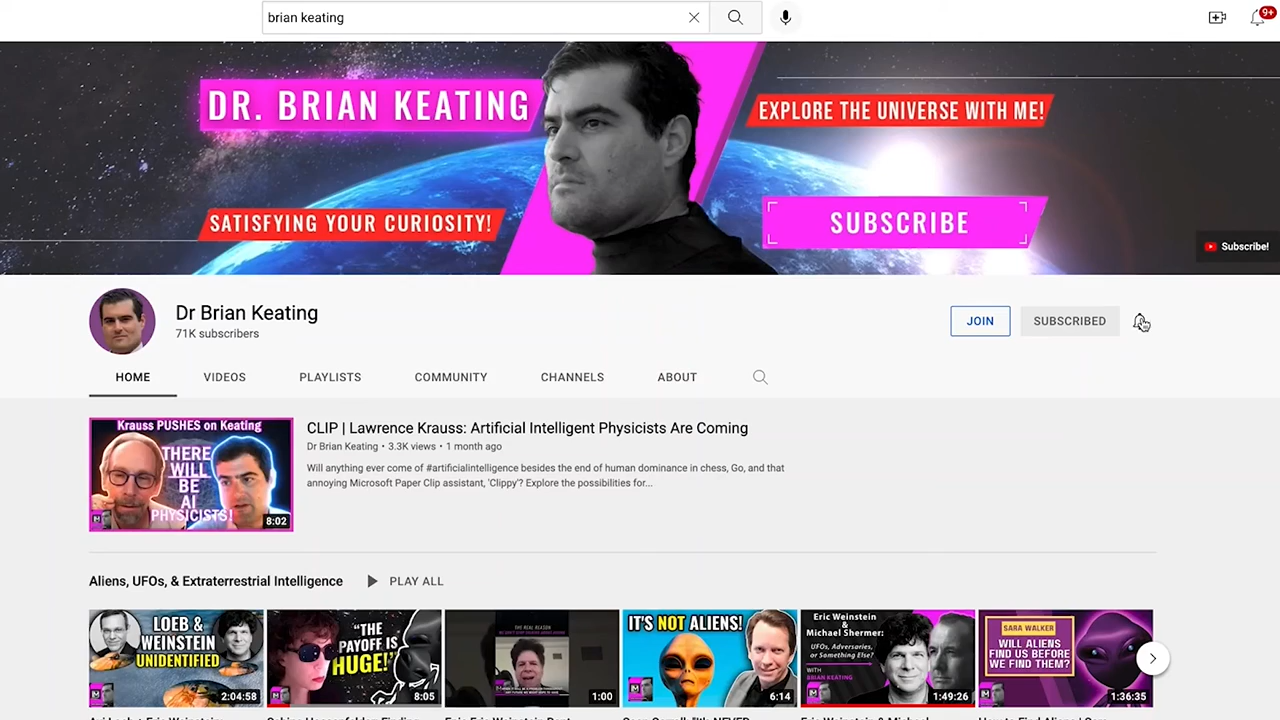 brian keating
9+
DR. BRIAN KEATING
EXPLORE THE UNIVERSE WITH ME!
SATISFYING YOUR CURIOSITY!
SUBSCRIBE
Subscribe!
Dr Brian Keating
71K subscribers
JOIN
SUBSCRIBED
HOME
VIDEOS
PLAYLISTS
COMMUNITY
CHANNELS
ABOUT
Krauss PUSHES on Keating
THERE
WILL
BE
AI
PHYSICISTS!
8:02
CLIP | Lawrence Krauss: Artificial Intelligent Physicists Are Coming
Dr Brian Keating • 3.3K views • 1 month ago
Will anything ever come of #artificialintelligence besides the end of human dominance in chess, Go, and that
annoying Microsoft Paper Clip assistant, 'Clippy'? Explore the possibilities for...
Aliens, UFOs, & Extraterrestrial Intelligence
PLAY ALL
LOEB &
WEINSTEIN
UNIDENTIFIED
2:04:58
"THE
PAYOFF IS
HUGE!"
8:05
THE REAL REASON
1:00
IT'S NOT ALIENS!
6:14
Eric Weinstein
&
Michael Shermer:
UFOs, Adversaries,
or Something Else?
WITH
BRIAN KEATING
1:49:26
SARA WALKER
WILL ALIENS
FIND US BEFORE
WE FIND THEM?
1:36:35